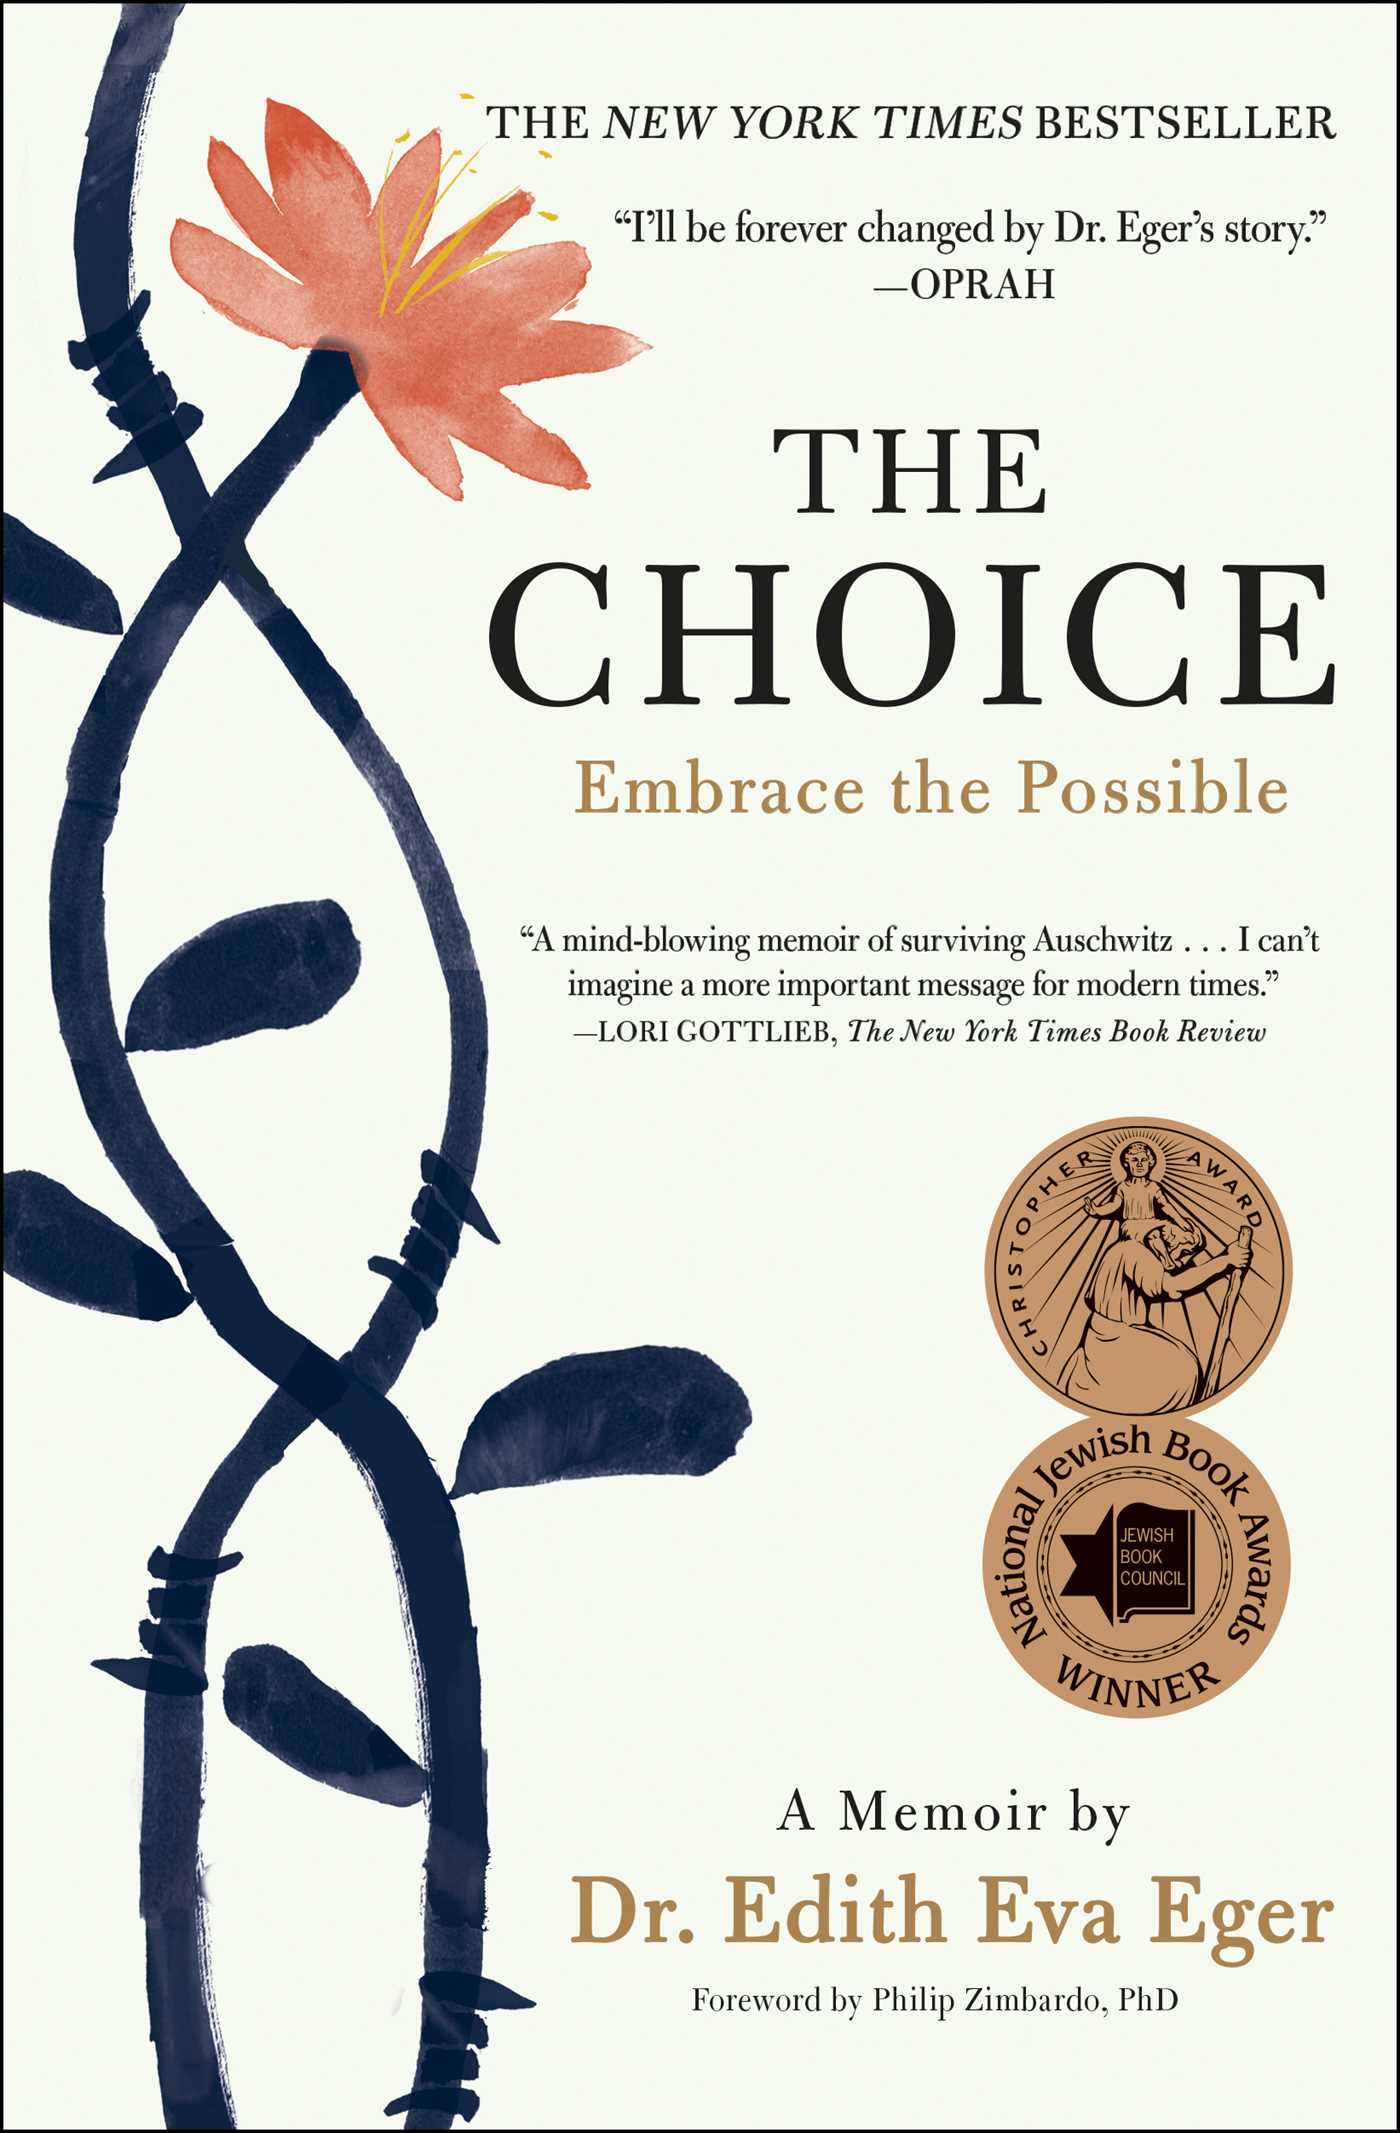 THE NEW YORK TIMES BESTSELLER
“I’ll be forever changed by Dr. Eger’s story.”
—OPRAH
THE
CHOICE
Embrace the Possible
“A mind-blowing memoir of surviving Auschwitz . . . I can’t
imagine a more important message for modern times.”
—LORI GOTTLIEB, The New York Times Book Review
CHRISTOPHER AWARD
National Jewish Book Awards
JEWISH
BOOK
COUNCIL
WINNER
A Memoir by
Dr. Edith Eva Eger
Foreword by Philip Zimbardo, PhD